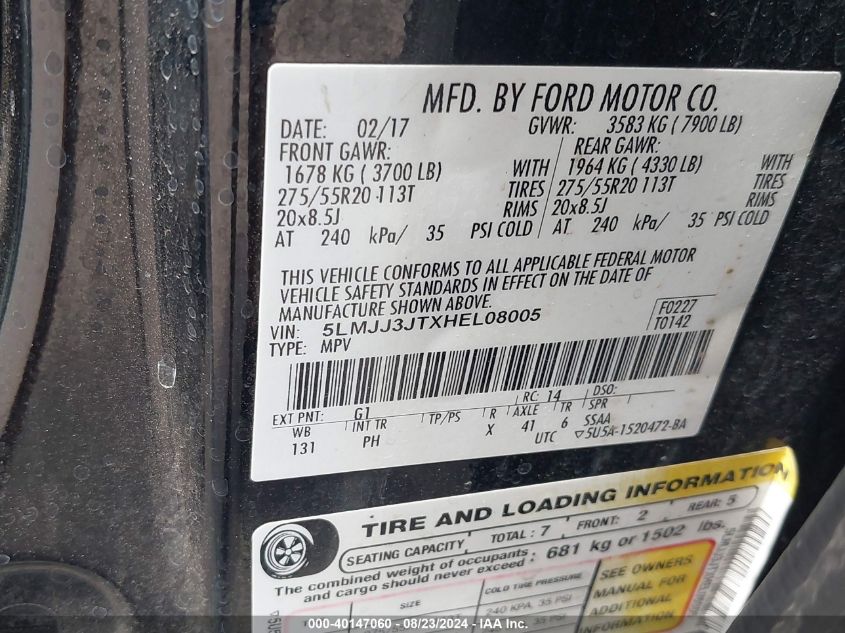 MFD. BY FORD MOTOR CO.
DATE: 02/17 GVWR: 3583 KG ( 7900 LB)
FRONT GAWR: REAR GAWR:
1678 KG ( 3700 LB) WITH 1964 KG ( 4330 LB) WITH
275/55R20 113T TIRES 275/55R20 113T TIRES
20x8.5J RIMS 20x8.5J RIMS
AT 240 kPa/ 35 PSI COLD AT 240 kPa/ 35 PSI COLD
THIS VEHICLE CONFORMS TO ALL APPLICABLE FEDERAL MOTOR
VEHICLE SAFETY STANDARDS IN EFFECT ON THE DATE OF
MANUFACTURE SHOWN ABOVE.
VIN: 5LMJJ3JTXHEL08005 F0227
TYPE: MPV T0142
RC: 14 DSO:
EXT PNT: G1
WB INT TR TP/PS R AXLE TR SPR
131 PH X 41 6 SSAA
UTC ▽5U5A-1520472-BA
TIRE AND LOADING INFORMATION
SEATING CAPACITY TOTAL: 7 FRONT: 2 REAR: 5
The combined weight of occupants and cargo should never exceed: 681 kg or 1502 lbs.
SIZE COLD TIRE PRESSURE
240 KPA, 35 PSI
35 PSI
SEE OWNERS
MANUAL FOR
ADDITIONAL
INFORMATION
000-40147060 - 08/23/2024 - IAA Inc.